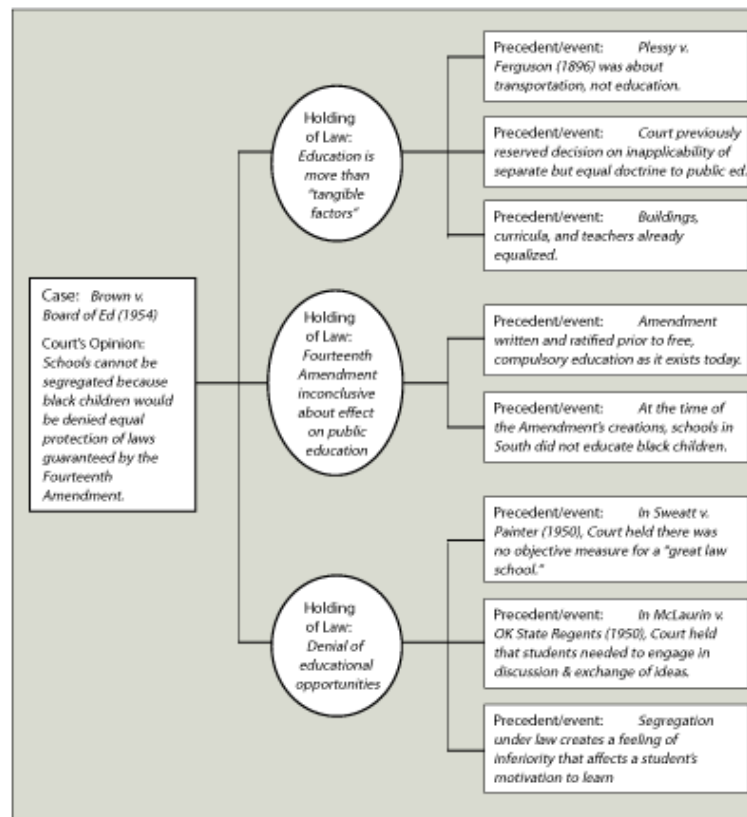 Case: Brown v.
Board of Ed (1954)
Court's Opinion:
Schools cannot be
segregated because
black children would
be denied equal
protection of laws
guaranteed by the
Fourteenth
Amendment.
Holding
of Law:
Education is
more than
"tangible
factors"
Precedent/event: Plessy v.
Ferguson (1896) was about
transportation, not education.
Precedent/event: Court previously
reserved decision on inapplicability of
separate but equal doctrine to public ed.
Precedent/event: Buildings,
curricula, and teachers already
equalized.
Holding
of Law:
Fourteenth
Amendment
inconclusive
about effect
on public
education
Precedent/event: Amendment
written and ratified prior to free,
compulsory education as it exists today.
Precedent/event: At the time of
the Amendment's creations, schools in
South did not educate black children.
Holding
of Law:
Denial of
educational
opportunities
Precedent/event: In Sweatt v.
Painter (1950), Court held there was
no objective measure for a "great law
school."
Precedent/event: In McLaurin v.
OK State Regents (1950), Court held
that students needed to engage in
discussion & exchange of ideas.
Precedent/event: Segregation
under law creates a feeling of
inferiority that affects a student's
motivation to learn